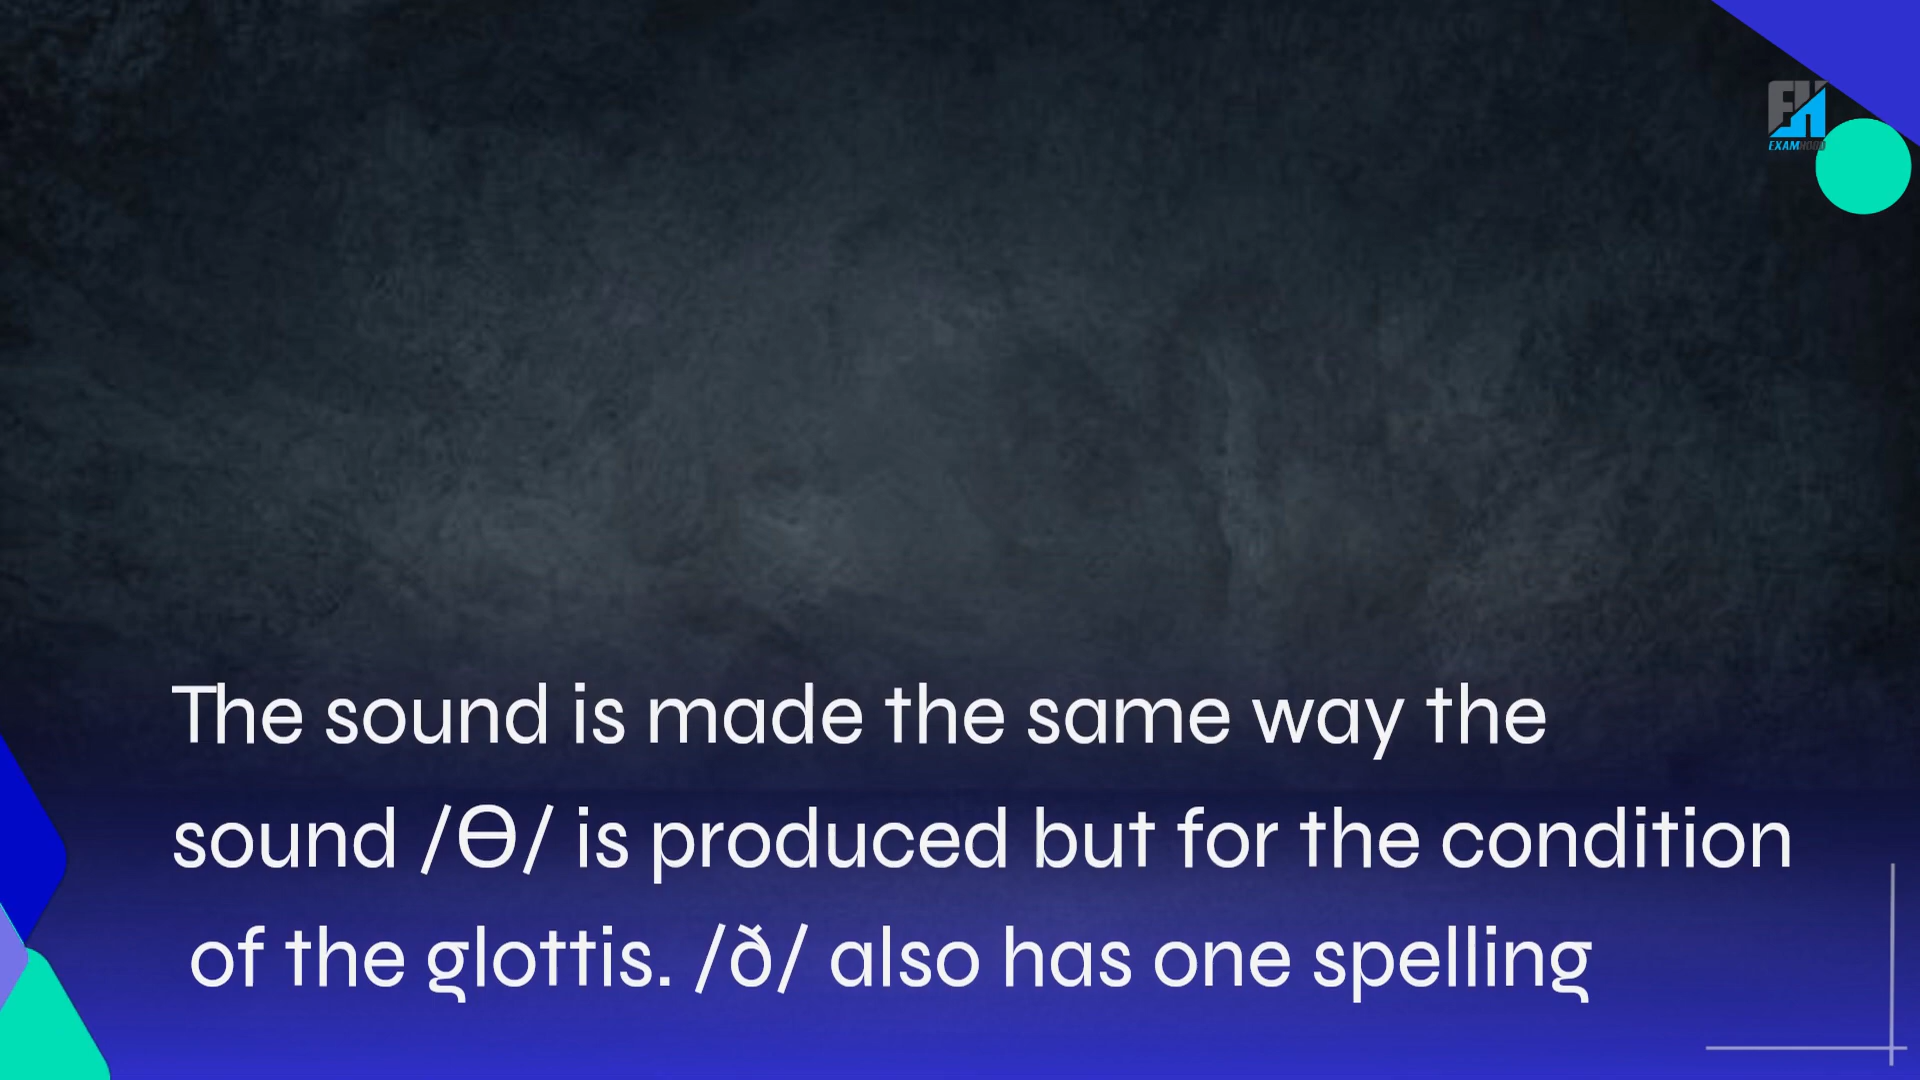 EXAMHOOD
The sound is made the same way the
sound /Ɵ/ is produced but for the condition
of the glottis. /ð/ also has one spelling